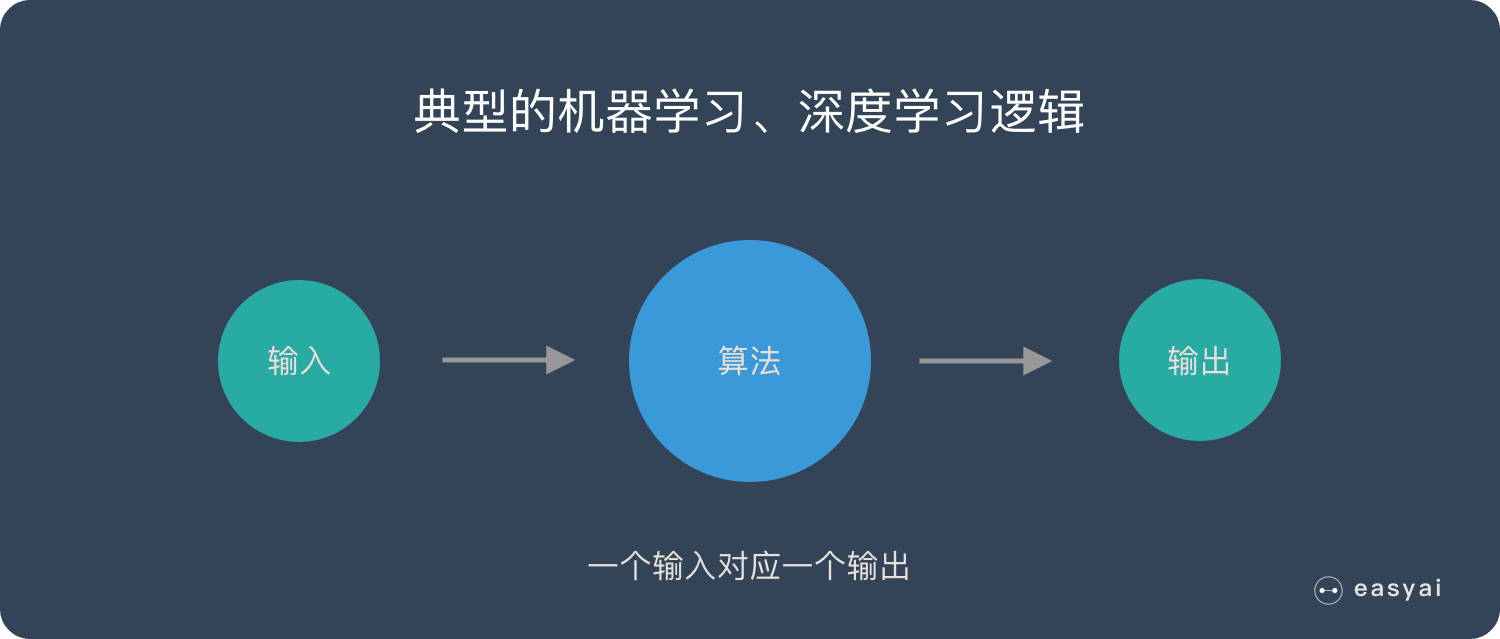 典型的机器学习、深度学习逻辑
输入
算法
输出
一个输入对应一个输出
easyai